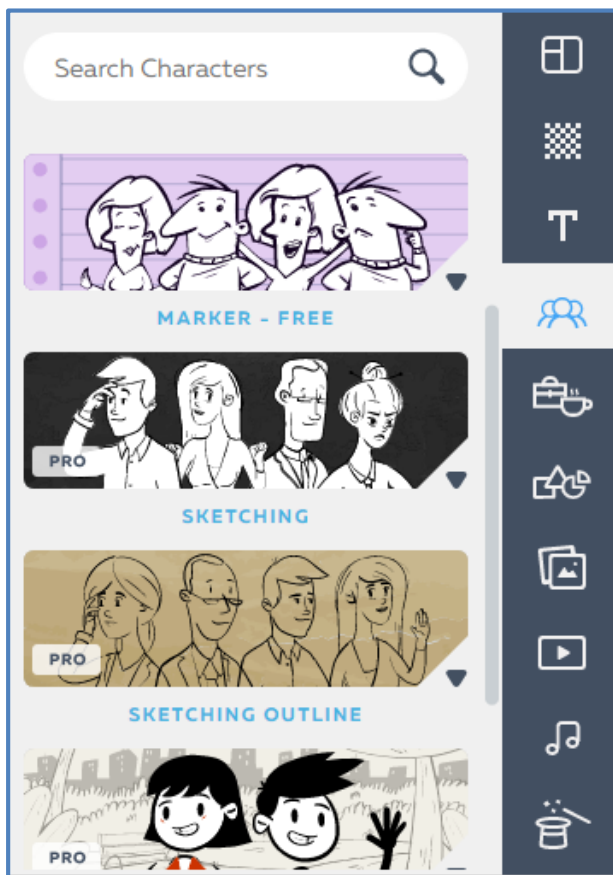 Search Characters
MARKER - FREE
PRO
SKETCHING
PRO
SKETCHING OUTLINE
PRO